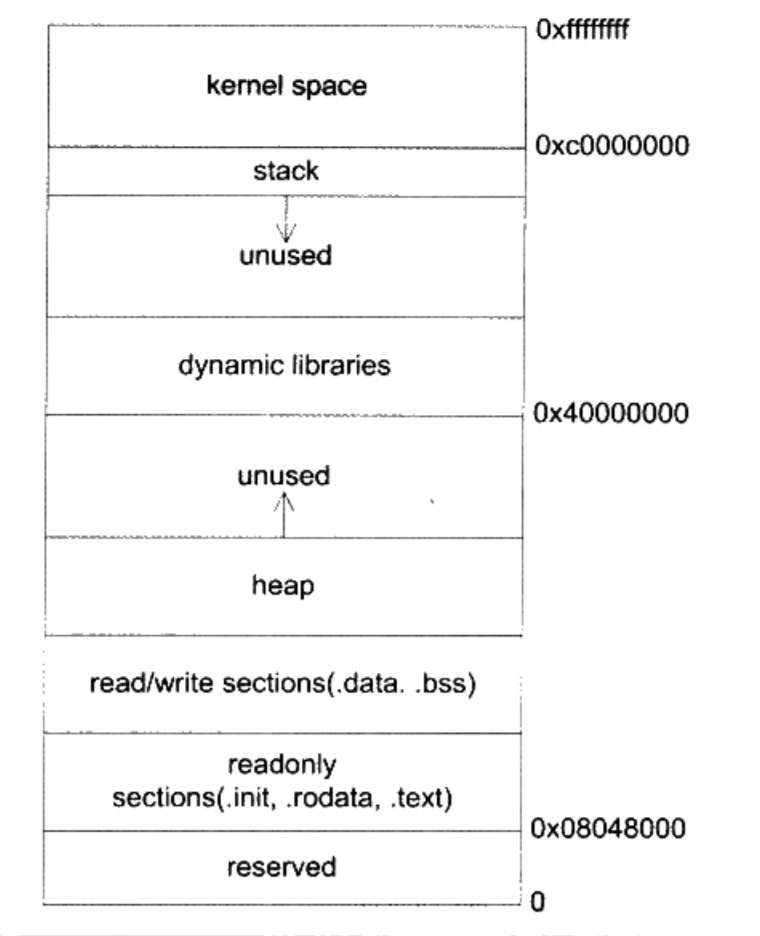 0xffffffff
kernel space
0xc0000000
stack
unused
dynamic libraries
0x40000000
unused
heap
read/write sections(.data. .bss)
readonly
sections(.init, .rodata, .text)
0x08048000
reserved
0